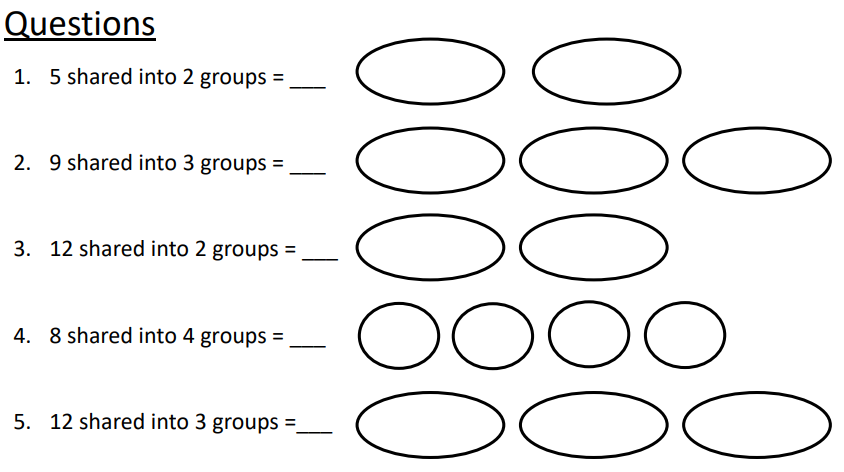 Questions
1. 5 shared into 2 groups = ___
2. 9 shared into 3 groups = ___
3. 12 shared into 2 groups = ___
4. 8 shared into 4 groups = ___
5. 12 shared into 3 groups =___